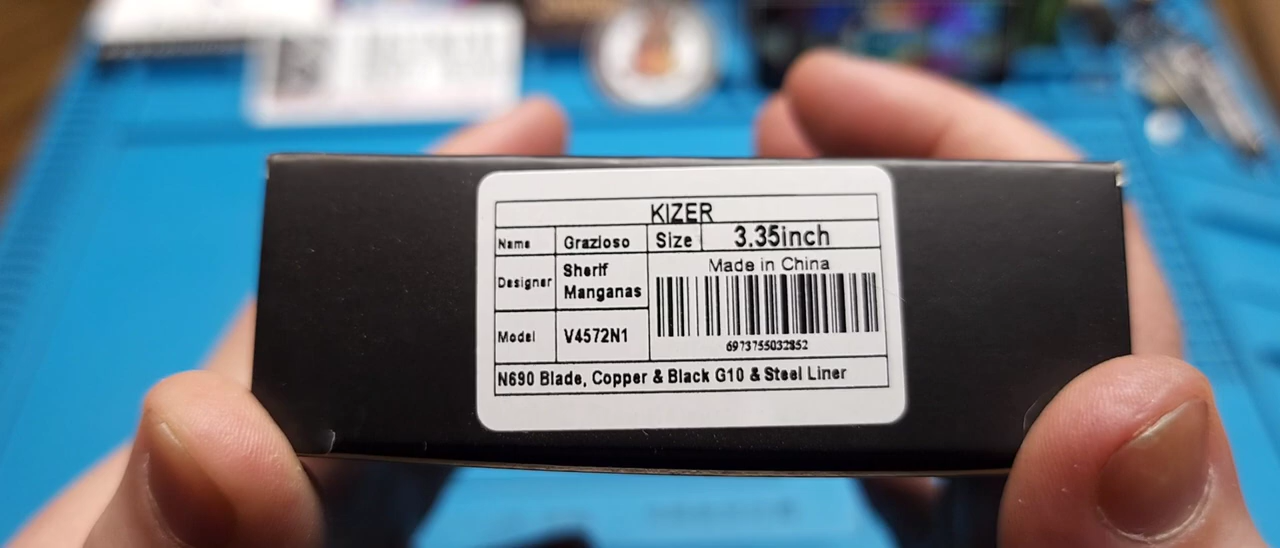 KIZER
Name Grazioso Size 3.35inch
Designer Sherif Manganas
Made in China
Model V4572N1
6973755032852
N690 Blade, Copper & Black G10 & Steel Liner